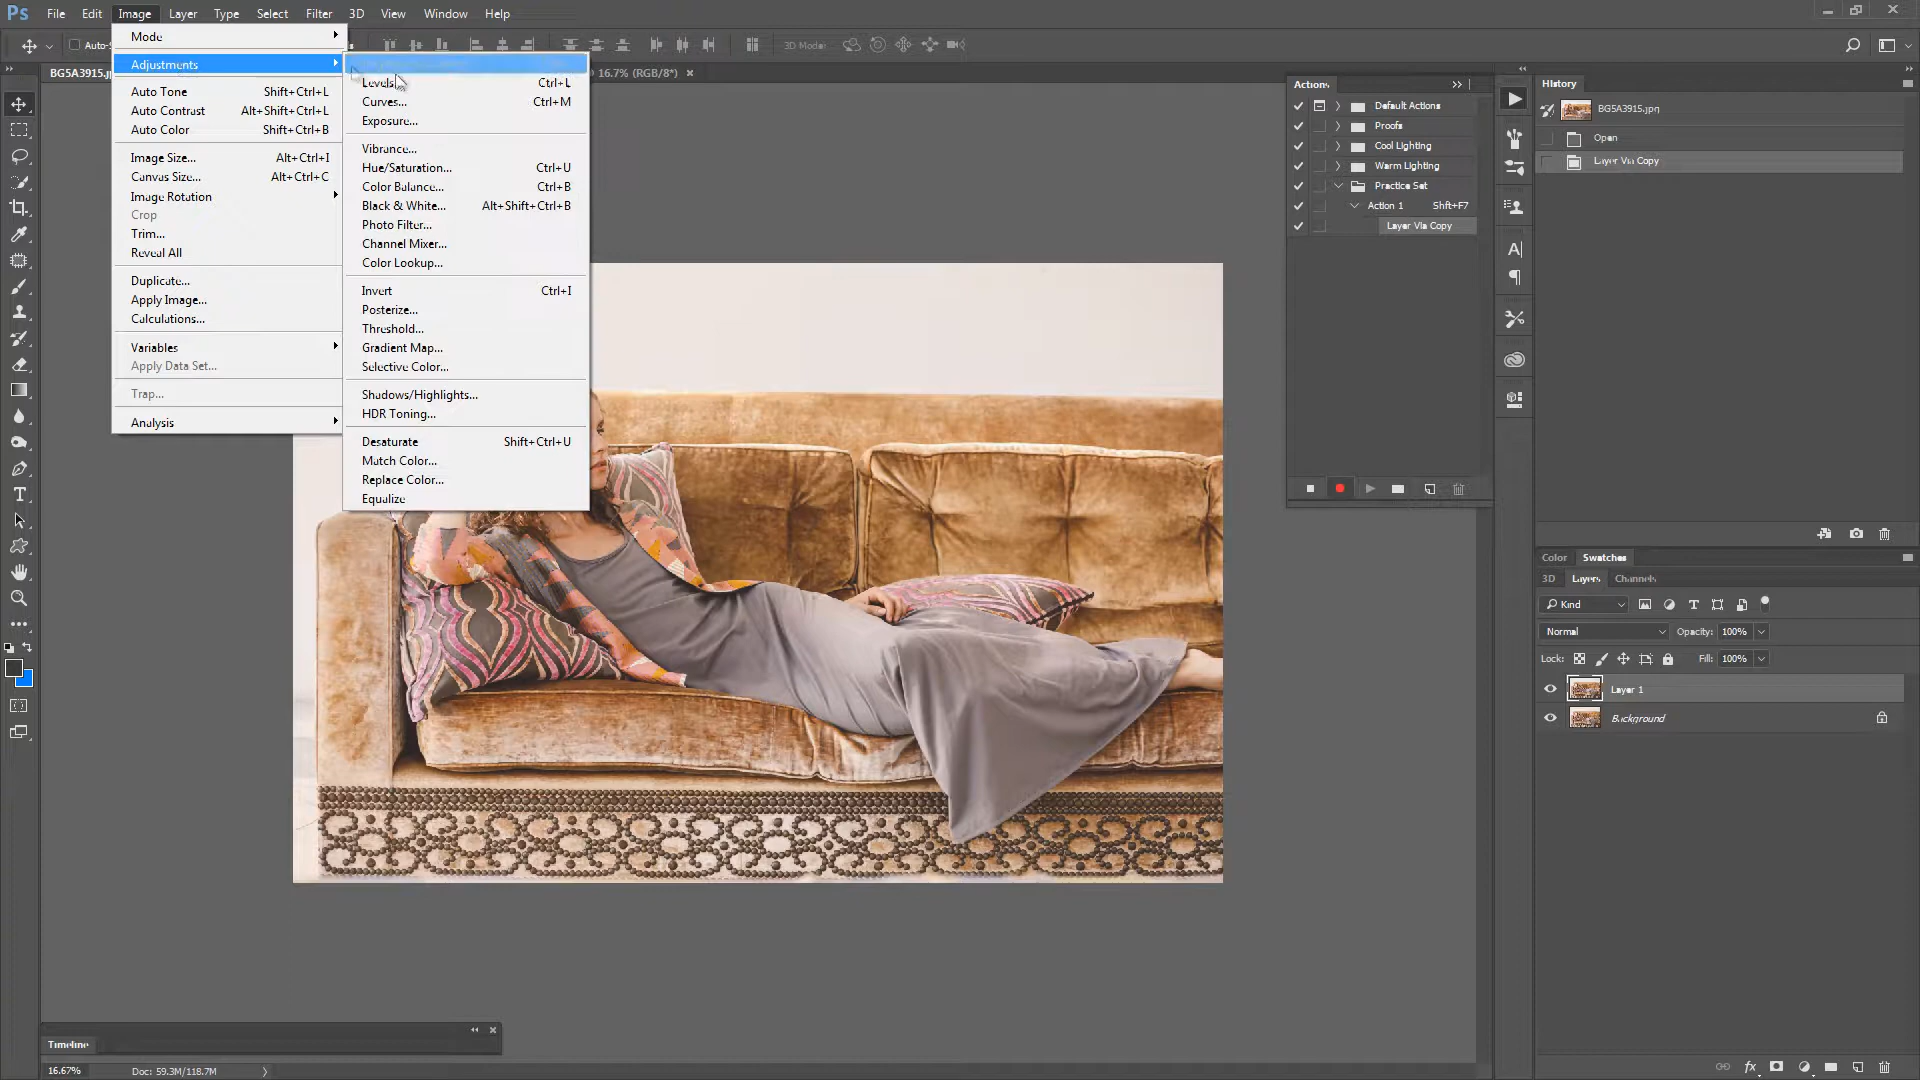 Ps File Edit Image Layer Type Select Filter 3D View Window Help
Auto-S
3D Mode:
BG5A3915.j
16.7% (RGB/8*)
Mode
Adjustments
Auto Tone Shift+Ctrl+L
Auto Contrast Alt+Shift+Ctrl+L
Auto Color Shift+Ctrl+B
Image Size... Alt+Ctrl+I
Canvas Size... Alt+Ctrl+C
Image Rotation
Crop
Trim...
Reveal All
Duplicate...
Apply Image...
Calculations...
Variables
Apply Data Set...
Trap...
Analysis
Levels Ctrl+L
Curves... Ctrl+M
Exposure...
Vibrance...
Hue/Saturation... Ctrl+U
Color Balance... Ctrl+B
Black & White... Alt+Shift+Ctrl+B
Photo Filter...
Channel Mixer...
Color Lookup...
Invert Ctrl+I
Posterize...
Threshold...
Gradient Map...
Selective Color...
Shadows/Highlights...
HDR Toning...
Desaturate Shift+Ctrl+U
Match Color...
Replace Color...
Equalize
Actions
Default Actions
Proofs
Cool Lighting
Warm Lighting
Practice Set
Action 1 Shft+F7
Layer Via Copy
History
BG5A3915.jpg
Open
Layer Via Copy
Color Swatches
3D Layers Channels
Kind
Normal Opacity: 100%
Lock: Fill: 100%
Layer 1
Background
Timeline
16.67% Doc: 59.3M/118.7M